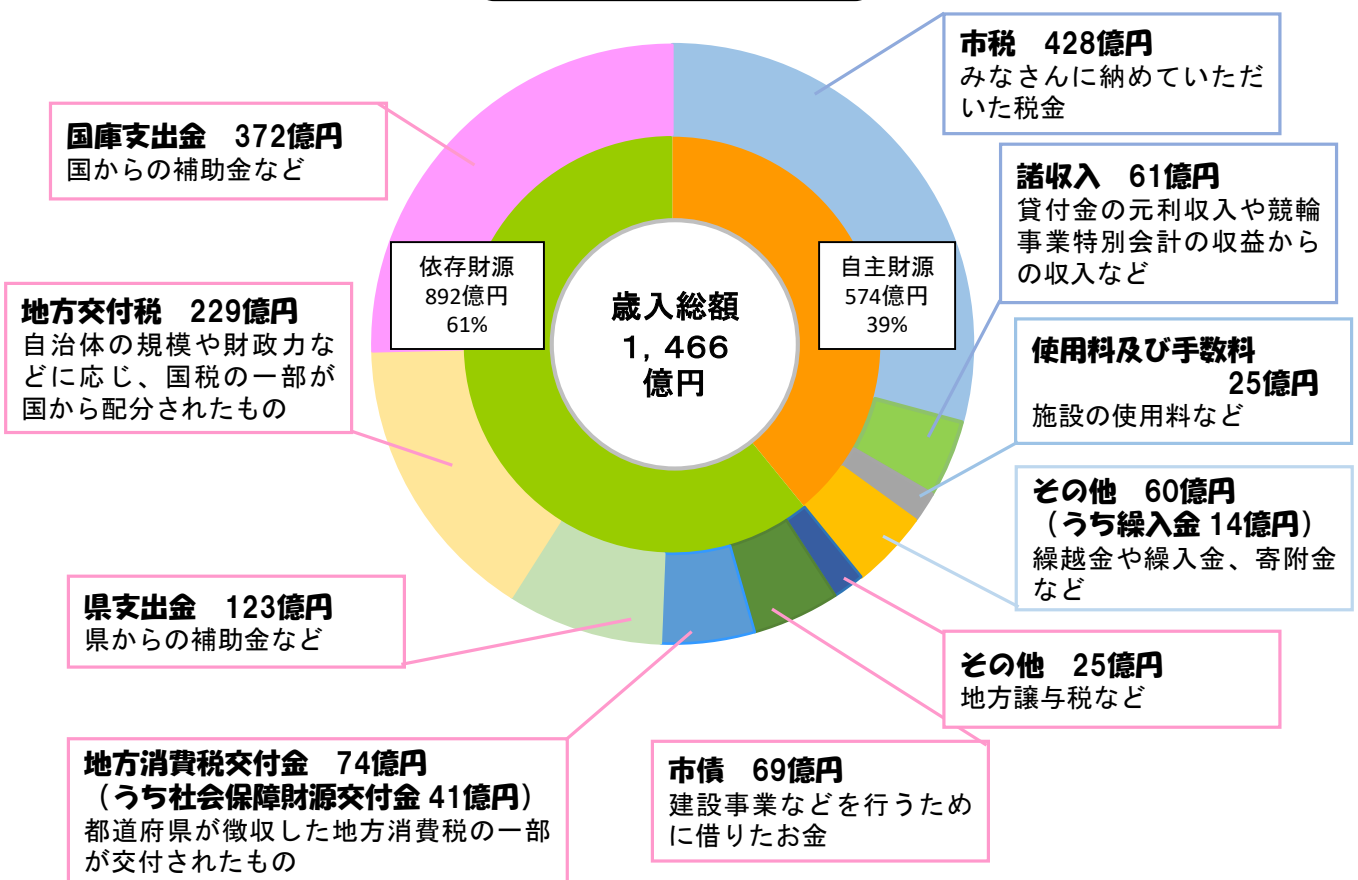 市税　428億円
みなさんに納めていただ
いた税金
諸収入　61億円
貸付金の元利収入や競輪
事業特別会計の収益から
の収入など
使用料及び手数料
25億円
施設の使用料など
その他　60億円
（うち繰入金 14億円）
繰越金や繰入金、寄附金
など
その他　25億円
地方譲与税など
市債　69億円
建設事業などを行うため
に借りたお金
地方消費税交付金　74億円
（うち社会保障財源交付金 41億円）
都道府県が徴収した地方消費税の一部
が交付されたもの
県支出金　123億円
県からの補助金など
地方交付税　229億円
自治体の規模や財政力な
どに応じ、国税の一部が
国から配分されたもの
国庫支出金　372億円
国からの補助金など
依存財源
892億円
61%
歳入総額
1，466
億円
自主財源
574億円
39%